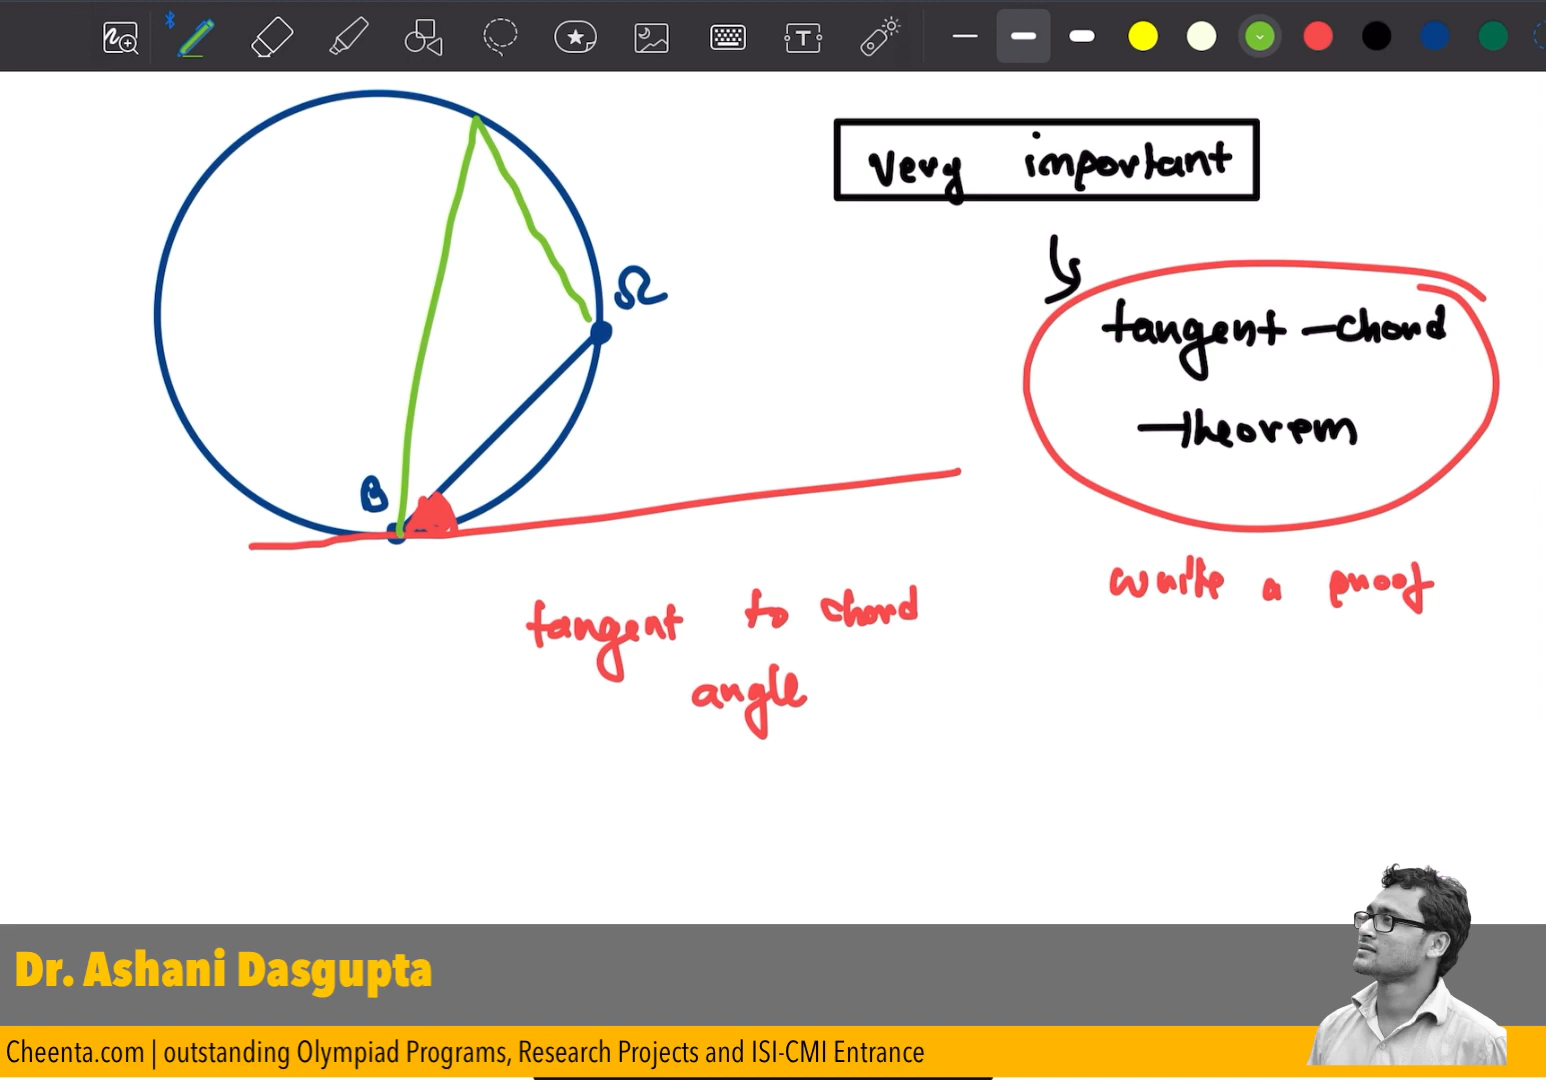 very important
Ω
tangent - chord
theorem
B
write a proof
tangent to chord
angle
Dr. Ashani Dasgupta
Cheenta.com | outstanding Olympiad Programs, Research Projects and ISI-CMI Entrance